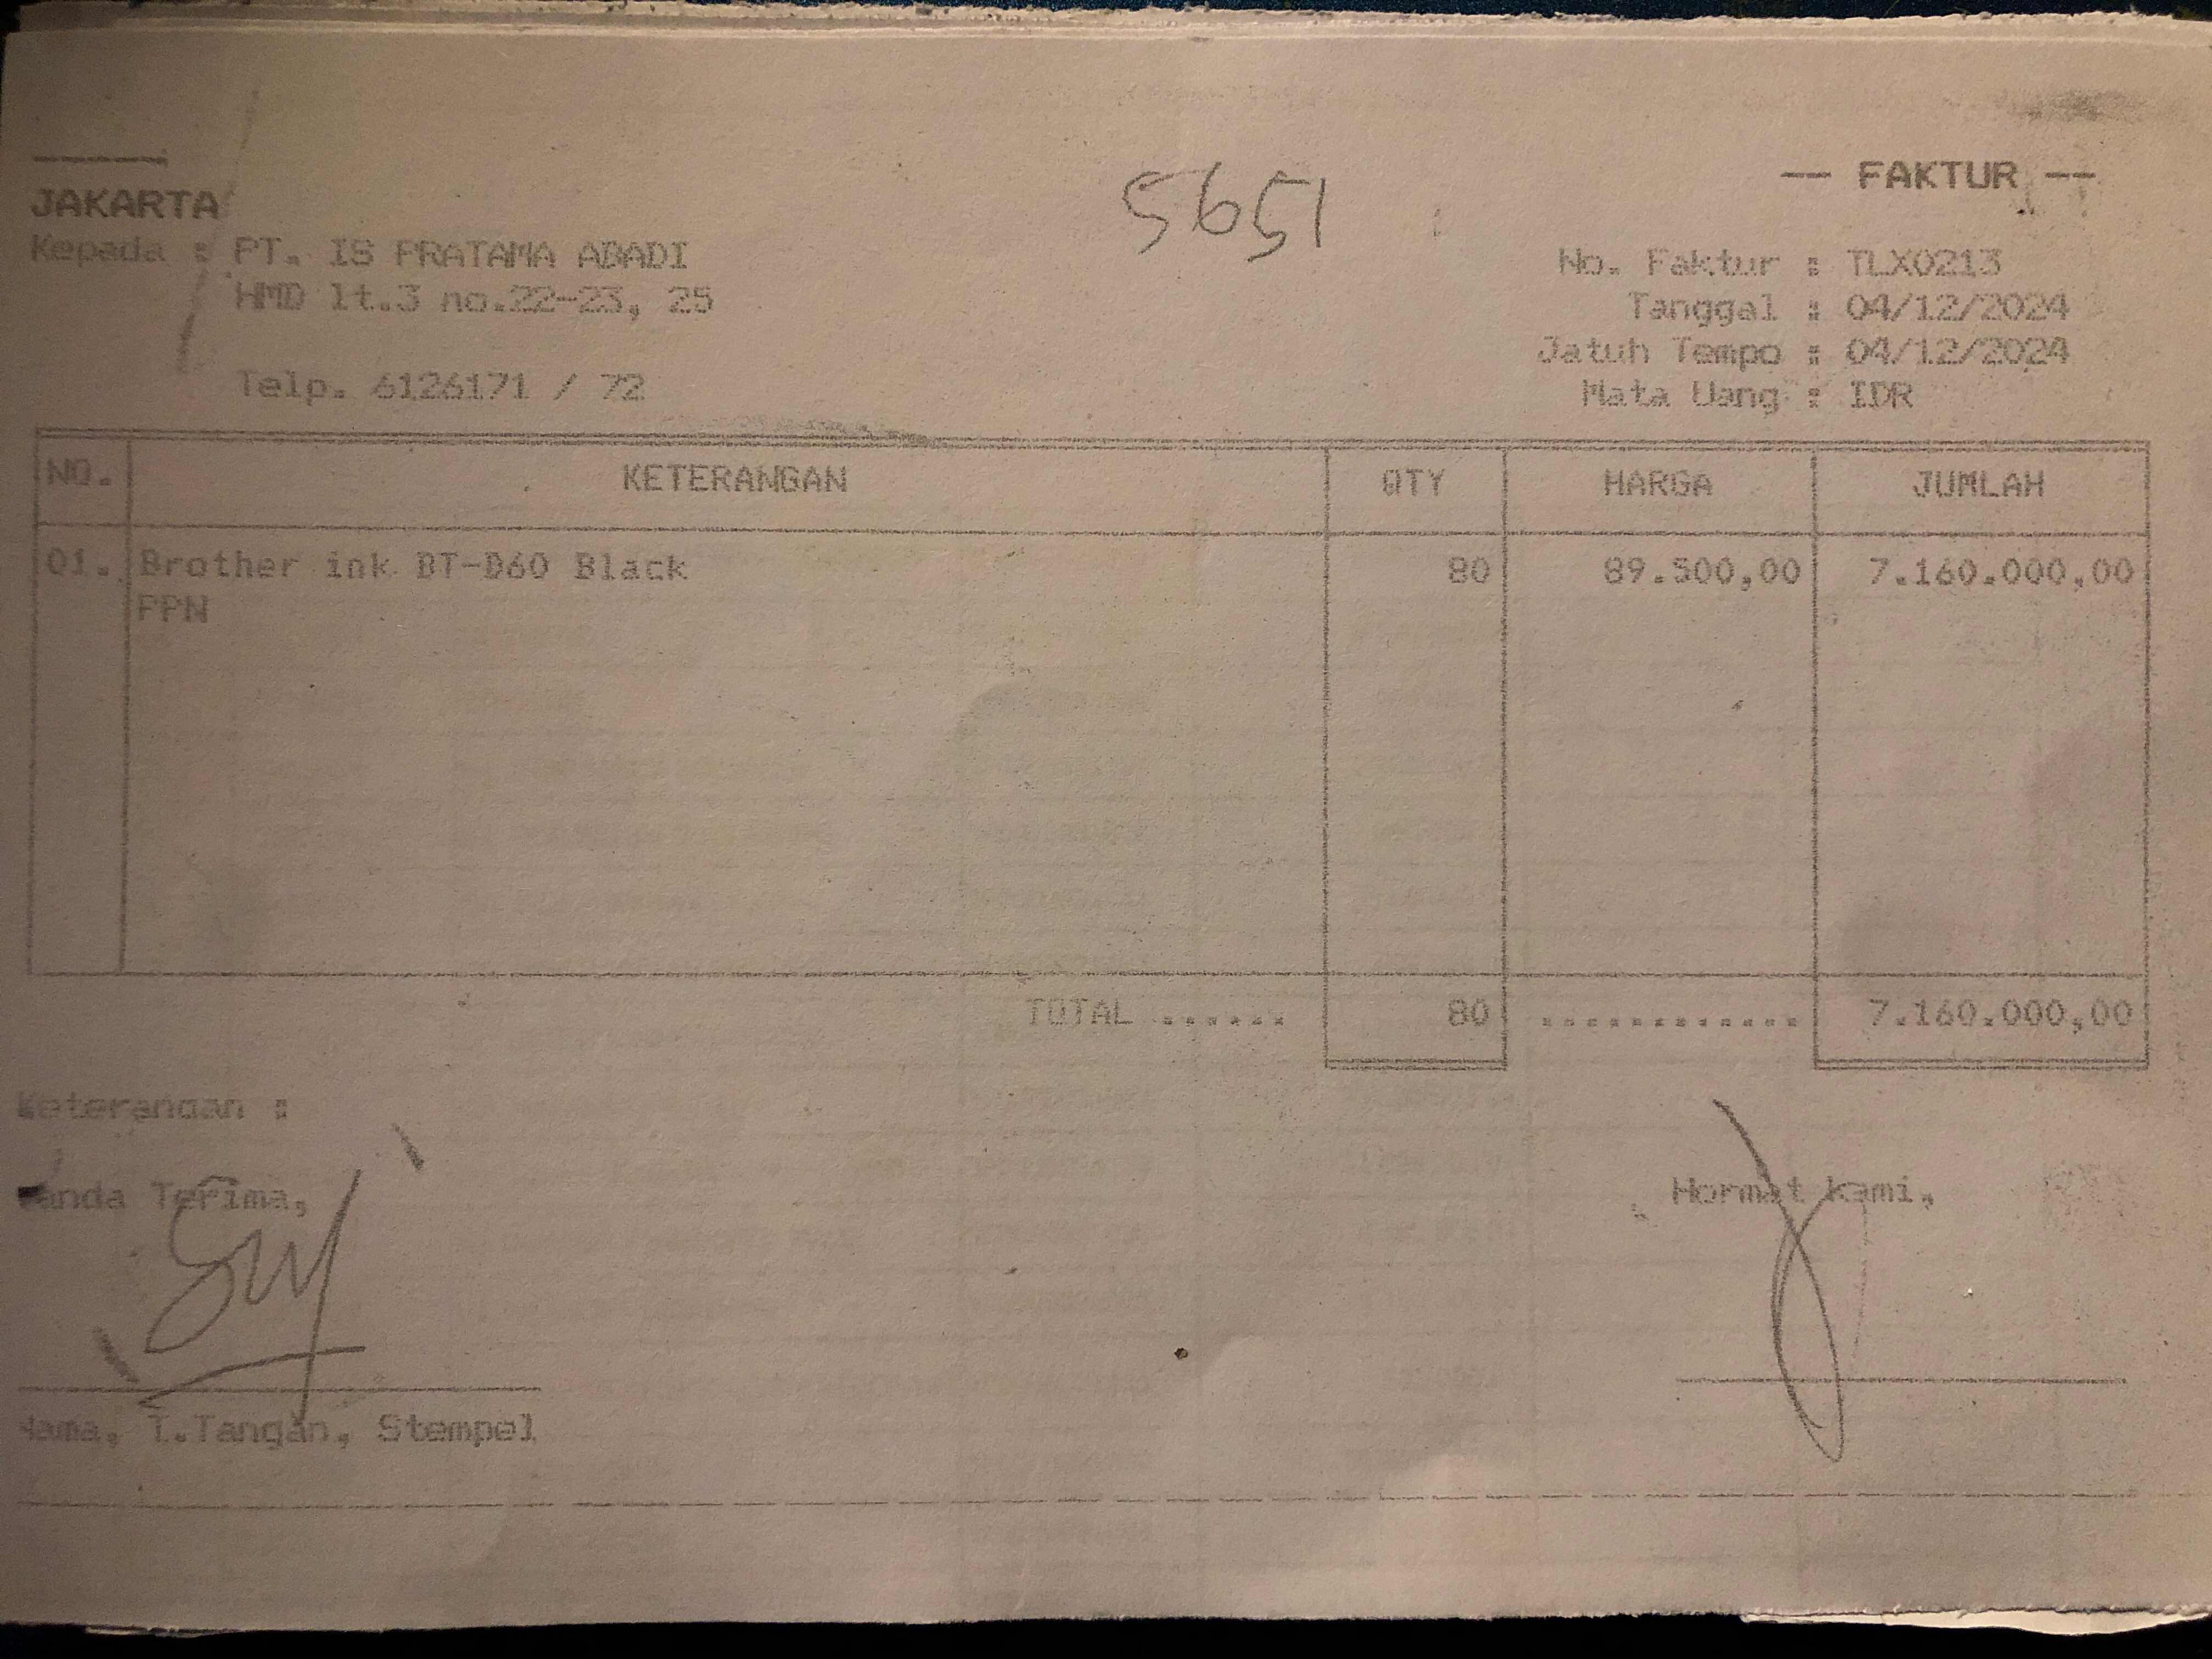 JAKARTA
5651
-- FAKTUR --
Kepada : PT. IS PRATAMA ABADI
HMD lt.3 no.22-23, 25
Telp. 6126171 / 72
No. Faktur : TLX0213
Tanggal : 04/12/2024
Jatuh Tempo : 04/12/2024
Mata Uang : IDR
NO. KETERANGAN QTY HARGA JUMLAH
01. Brother ink BT-D60 Black 80 89.500,00 7.160.000,00
PPN
TOTAL ...... 80 ............ 7.160.000,00
Keterangan :
Tanda Terima,
Hormat kami,
Nama, T.Tangan, Stempel